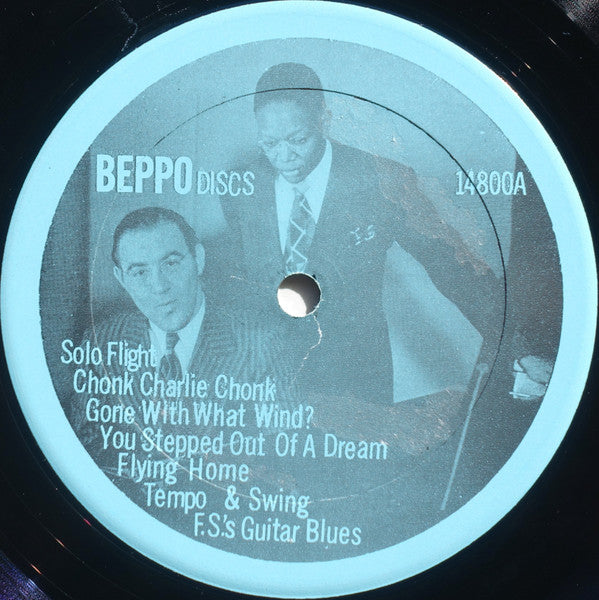 BEPPO DISCS 14800A
Solo Flight
Chonk Charlie Chonk
Gone With What Wind?
You Stepped Out Of A Dream
Flying Home
Tempo & Swing
F.S.'s Guitar Blues